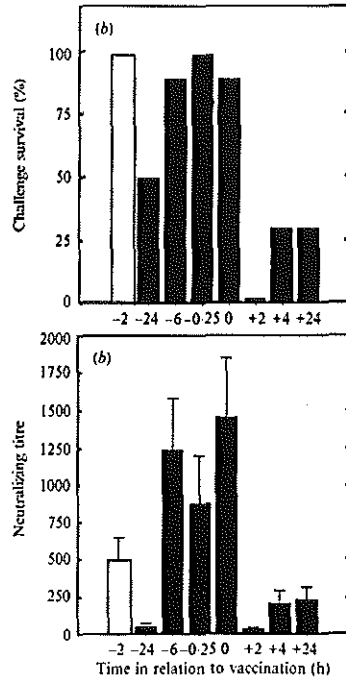 (b)
100
75
50
25
0
Challenge survival (%)
−2 −24 −6 −0·25 0 +2 +4 +24
(b)
2000
1750
1500
1250
1000
750
500
250
0
Neutralizing titre
−2 −24 −6 −0·25 0 +2 +4 +24
Time in relation to vaccination (h)